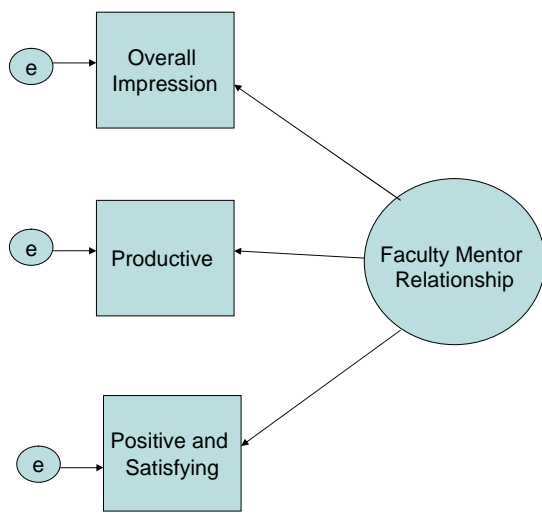 e
Overall
Impression
e
Productive
Faculty Mentor
Relationship
e
Positive and
Satisfying